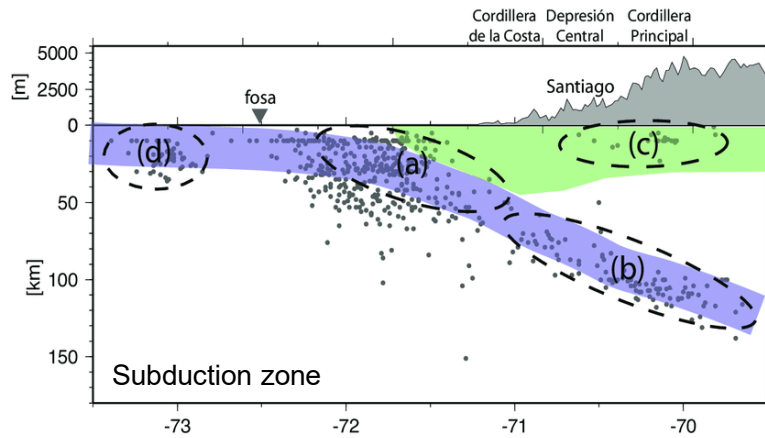 Cordillera Depresión Cordillera
de la Costa Central Principal
5000
2500
0
[m]
fosa
Santiago
(d)
(a)
(c)
(b)
50
100
150
[km]
Subduction zone
-73 -72 -71 -70